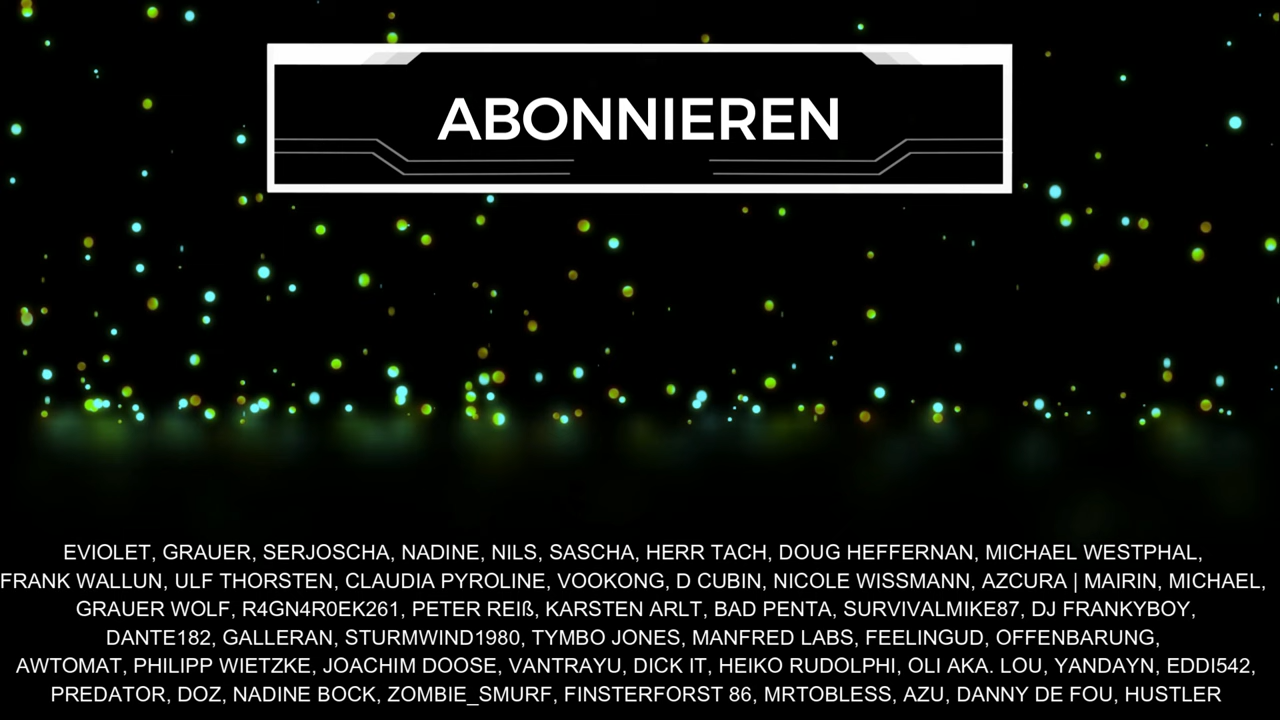 ABONNIEREN
EVIOLET, GRAUER, SERJOSCHA, NADINE, NILS, SASCHA, HERR TACH, DOUG HEFFERNAN, MICHAEL WESTPHAL,
FRANK WALLUN, ULF THORSTEN, CLAUDIA PYROLINE, VOOKONG, D CUBIN, NICOLE WISSMANN, AZCURA | MAIRIN, MICHAEL,
GRAUER WOLF, R4GN4R0EK261, PETER REIß, KARSTEN ARLT, BAD PENTA, SURVIVALMIKE87, DJ FRANKYBOY,
DANTE182, GALLERAN, STURMWIND1980, TYMBO JONES, MANFRED LABS, FEELINGUD, OFFENBARUNG,
AWTOMAT, PHILIPP WIETZKE, JOACHIM DOOSE, VANTRAYU, DICK IT, HEIKO RUDOLPHI, OLI AKA. LOU, YANDAYN, EDDI542,
PREDATOR, DOZ, NADINE BOCK, ZOMBIE_SMURF, FINSTERFORST 86, MRTOBLESS, AZU, DANNY DE FOU, HUSTLER